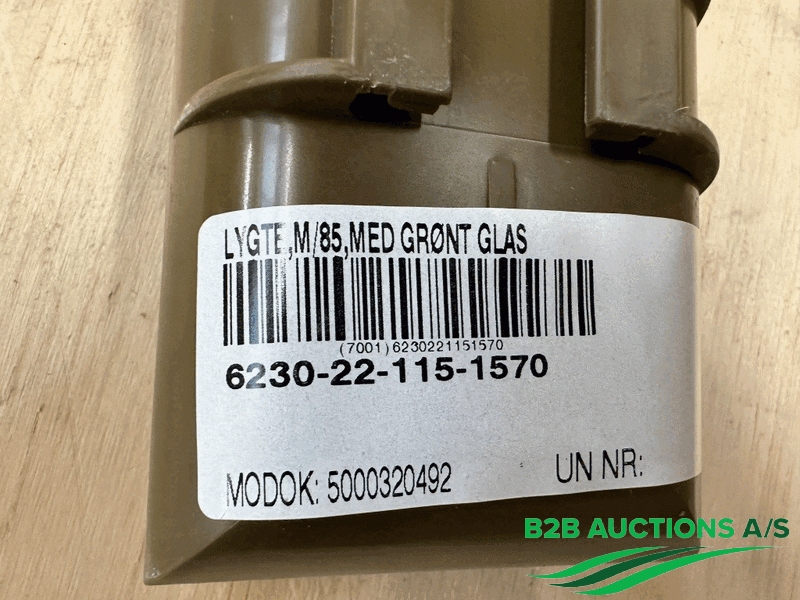 LYGTE,M/85,MED GRØNT GLAS
(7001)6230221151570
6230-22-115-1570
MODOK: 5000320492
UN NR:
B2B AUCTIONS A/S